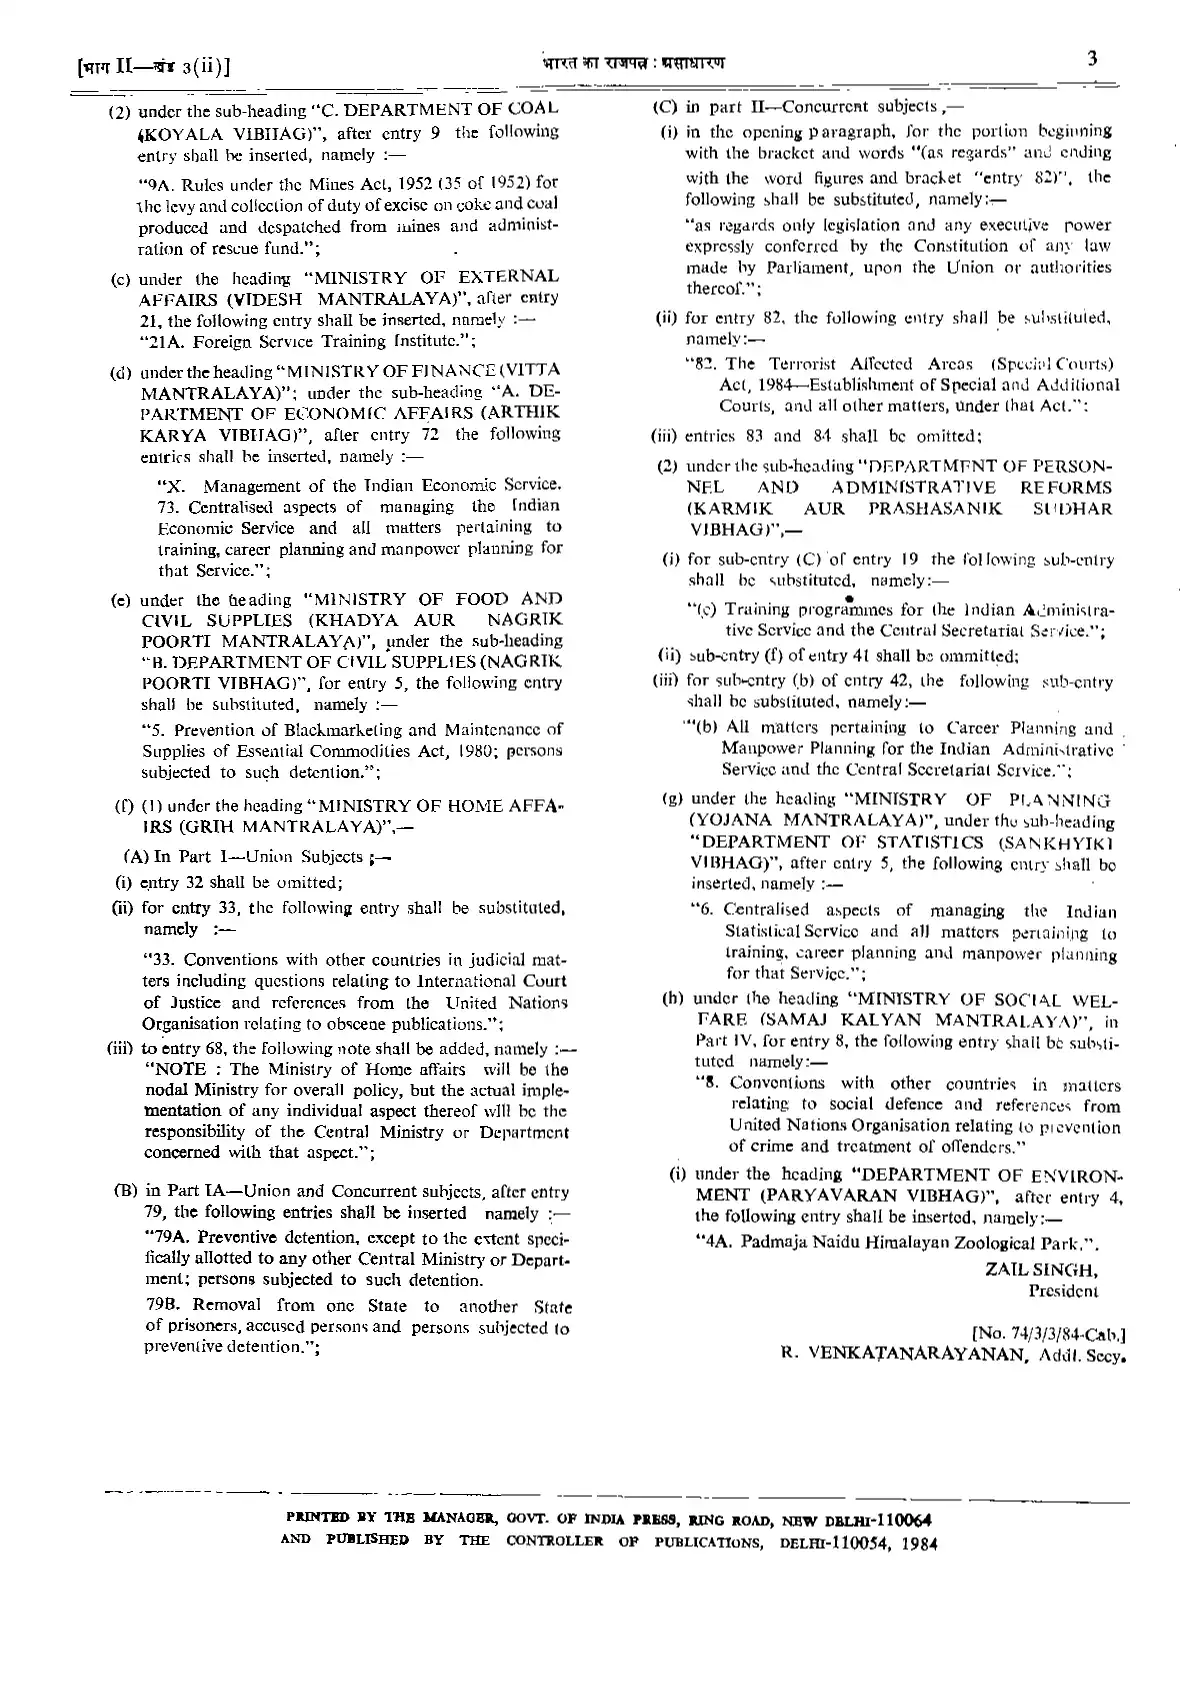 [भाग II—खंड 3(ii)]
भारत का राजपत्र : असाधारण
3
(2) under the sub-heading "C. DEPARTMENT OF COAL
(KOYALA VIBHAG)", after entry 9 the following
entry shall be inserted, namely :—
"9A. Rules under the Mines Act, 1952 (35 of 1952) for
the levy and collection of duty of excise on coke and coal
produced and despatched from mines and administ-
ration of rescue fund.";
(c) under the heading "MINISTRY OF EXTERNAL
AFFAIRS (VIDESH MANTRALAYA)", after entry
21, the following entry shall be inserted, namely :—
"21A. Foreign Service Training Institute.";
(d) under the heading "MINISTRY OF FINANCE (VITTA
MANTRALAYA)"; under the sub-heading "A. DE-
PARTMENT OF ECONOMIC AFFAIRS (ARTHIK
KARYA VIBHAG)", after entry 72 the following
entries shall be inserted, namely :—
"X. Management of the Indian Economic Service.
73. Centralised aspects of managing the Indian
Economic Service and all matters pertaining to
training, career planning and manpower planning for
that Service.";
(e) under the heading "MINISTRY OF FOOD AND
CIVIL SUPPLIES (KHADYA AUR NAGRIK
POORTI MANTRALAYA)", under the sub-heading
"B. DEPARTMENT OF CIVIL SUPPLIES (NAGRIK
POORTI VIBHAG)", for entry 5, the following entry
shall be substituted, namely :—
"5. Prevention of Blackmarketing and Maintenance of
Supplies of Essential Commodities Act, 1980; persons
subjected to such detention.";
(f) (1) under the heading "MINISTRY OF HOME AFFA-
IRS (GRIH MANTRALAYA)",—
(A) In Part I—Union Subjects ;—
(i) entry 32 shall be omitted;
(ii) for entry 33, the following entry shall be substituted,
namely :—
"33. Conventions with other countries in judicial mat-
ters including questions relating to International Court
of Justice and references from the United Nations
Organisation relating to obscene publications.";
(iii) to entry 68, the following note shall be added, namely :—
"NOTE : The Ministry of Home affairs will be the
nodal Ministry for overall policy, but the actual imple-
mentation of any individual aspect thereof will be the
responsibility of the Central Ministry or Department
concerned with that aspect.";
(B) in Part IA—Union and Concurrent subjects, after entry
79, the following entries shall be inserted namely :—
"79A. Preventive detention, except to the extent speci-
fically allotted to any other Central Ministry or Depart-
ment; persons subjected to such detention.
79B. Removal from one State to another State
of prisoners, accused persons and persons subjected to
preventive detention.";
(C) in part II—Concurrent subjects ,—
(i) in the opening paragraph, for the portion beginning
with the bracket and words "(as regards" and ending
with the word figures and bracket "entry 82)", the
following shall be substituted, namely:—
"as regards only legislation and any executive power
expressly conferred by the Constitution of any law
made by Parliament, upon the Union or authorities
thereof.";
(ii) for entry 82, the following entry shall be substituted,
namely:—
"82. The Terrorist Affected Areas (Special Courts)
Act, 1984—Establishment of Special and Additional
Courts, and all other matters, under that Act.":
(iii) entries 83 and 84 shall be omitted;
(2) under the sub-heading "DEPARTMENT OF PERSON-
NEL AND ADMINISTRATIVE REFORMS
(KARMIK AUR PRASHASANIK SUDHAR
VIBHAG)",—
(i) for sub-entry (C) of entry 19 the following sub-entry
shall be substituted, namely:—
"(c) Training programmes for the Indian Administra-
tive Service and the Central Secretariat Service.";
(ii) sub-entry (f) of entry 41 shall be ommitted;
(iii) for sub-entry (b) of entry 42, the following sub-entry
shall be substituted, namely:—
"(b) All matters pertaining to Career Planning and
Manpower Planning for the Indian Administrative
Service and the Central Secretariat Service.";
(g) under the heading "MINISTRY OF PLANNING
(YOJANA MANTRALAYA)", under the sub-heading
"DEPARTMENT OF STATISTICS (SANKHYIKI
VIBHAG)", after entry 5, the following entry shall be
inserted, namely :—
"6. Centralised aspects of managing the Indian
Statistical Service and all matters pertaining to
training, career planning and manpower planning
for that Service.";
(h) under the heading "MINISTRY OF SOCIAL WEL-
FARE (SAMAJ KALYAN MANTRALAYA)", in
Part IV, for entry 8, the following entry shall be substi-
tuted namely:—
"8. Conventions with other countries in matters
relating to social defence and references from
United Nations Organisation relating to prevention
of crime and treatment of offenders."
(i) under the heading "DEPARTMENT OF ENVIRON-
MENT (PARYAVARAN VIBHAG)", after entry 4,
the following entry shall be inserted, namely:—
"4A. Padmaja Naidu Himalayan Zoological Park.".
ZAIL SINGH,
President
[No. 74/3/3/84-Cab.]
R. VENKATANARAYANAN, Addl. Secy.
PRINTED BY THE MANAGER, GOVT. OF INDIA PRESS, RING ROAD, NEW DELHI-110064
AND PUBLISHED BY THE CONTROLLER OF PUBLICATIONS, DELHI-110054, 1984